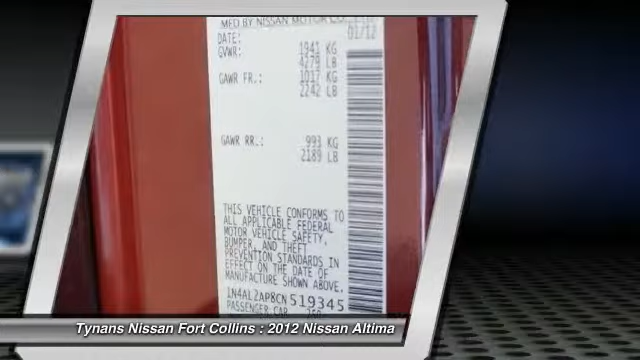 MFD BY NISSAN MOTOR CO., LTD
DATE: 01/12
GVWR: 1941 KG
4279 LB
GAWR FR.: 1017 KG
2242 LB
GAWR RR.: 993 KG
2189 LB
THIS VEHICLE CONFORMS TO
ALL APPLICABLE FEDERAL
MOTOR VEHICLE SAFETY,
BUMPER, AND THEFT
PREVENTION STANDARDS IN
EFFECT ON THE DATE OF
MANUFACTURE SHOWN ABOVE.
1N4AL2AP8CN519345
PASSENGER CAR
Tynans Nissan Fort Collins : 2012 Nissan Altima